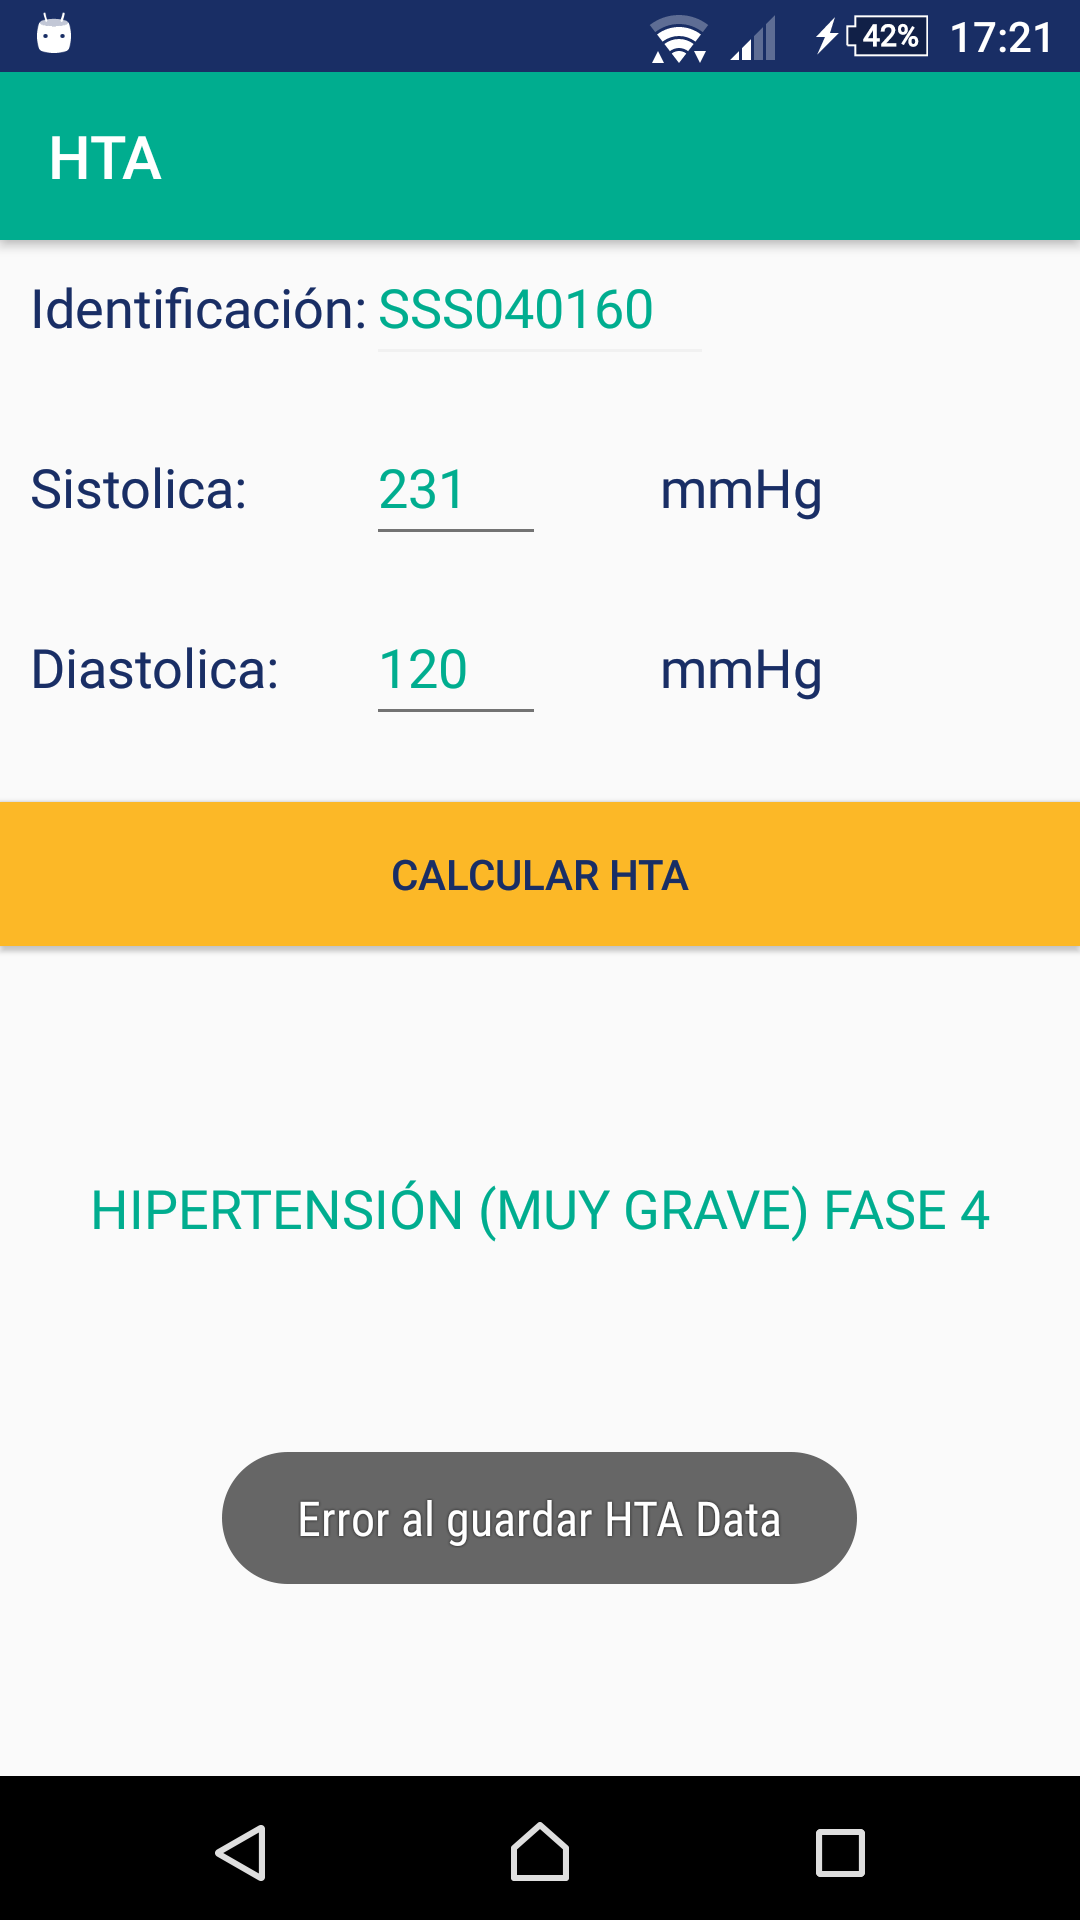 42% 17:21
HTA
Identificación: SSS040160
Sistolica: 231 mmHg
Diastolica: 120 mmHg
CALCULAR HTA
HIPERTENSIÓN (MUY GRAVE) FASE 4
Error al guardar HTA Data